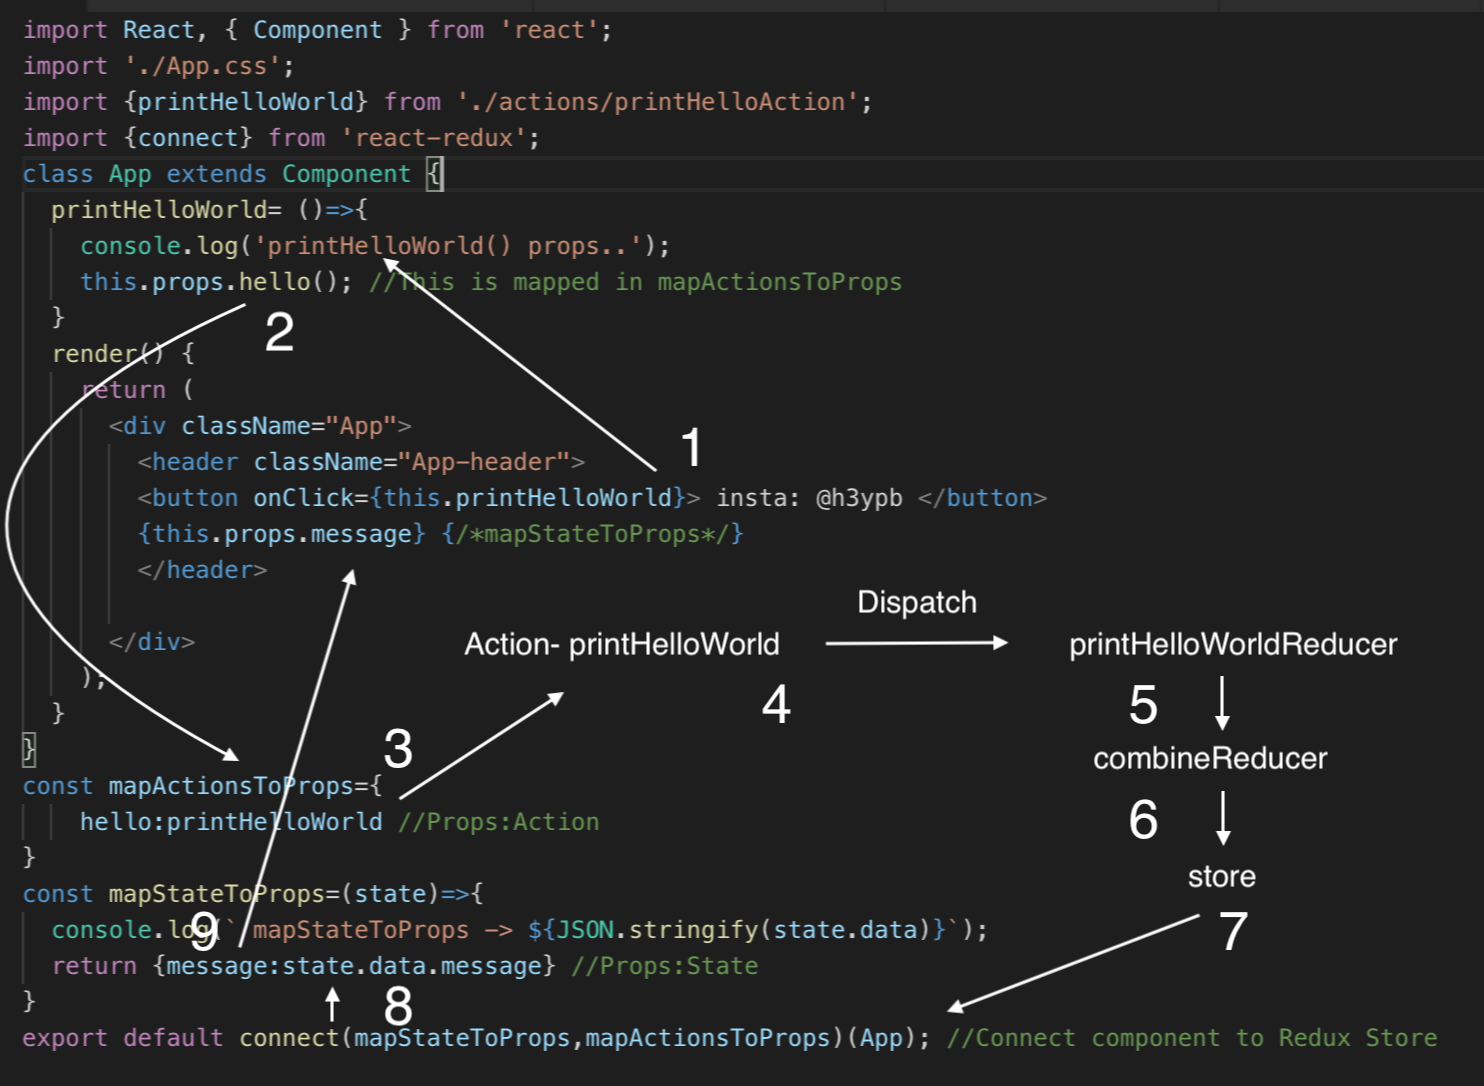 import React, { Component } from 'react';
import './App.css';
import {printHelloWorld} from './actions/printHelloAction';
import {connect} from 'react-redux';
class App extends Component {
  printHelloWorld= ()=>{
    console.log('printHelloWorld() props..');
    this.props.hello(); //This is mapped in mapActionsToProps
  }
2
  render() {
    return (
      <div className="App">
1
        <header className="App-header">
        <button onClick={this.printHelloWorld}> insta: @h3ypb </button>
        {this.props.message} {/*mapStateToProps*/}
        </header>
Dispatch
      </div>
Action- printHelloWorld
printHelloWorldReducer
    );
4
5
  }
}
3
combineReducer
const mapActionsToProps={
    hello:printHelloWorld //Props:Action
6
}
store
const mapStateToProps=(state)=>{
  console.log(` mapStateToProps -> ${JSON.stringify(state.data)}`);
9
7
  return {message:state.data.message} //Props:State
}
8
export default connect(mapStateToProps,mapActionsToProps)(App); //Connect component to Redux Store